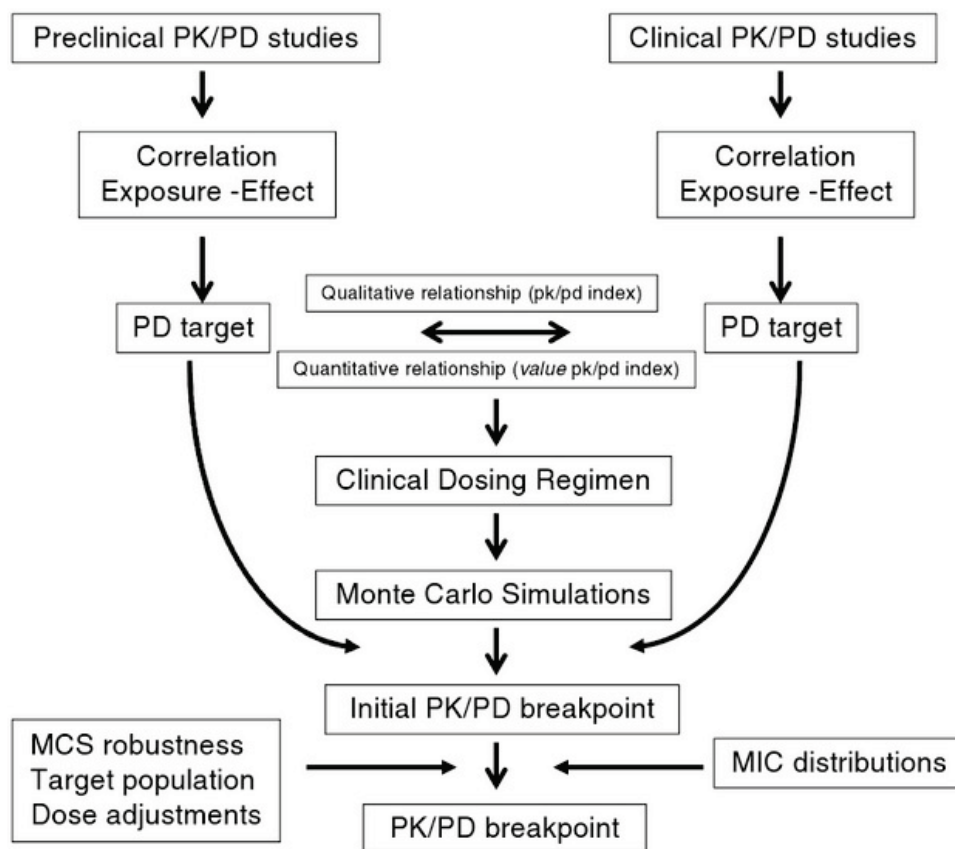 Preclinical PK/PD studies
Clinical PK/PD studies
Correlation
Exposure -Effect
Correlation
Exposure -Effect
Qualitative relationship (pk/pd index)
PD target
PD target
Quantitative relationship (value pk/pd index)
Clinical Dosing Regimen
Monte Carlo Simulations
Initial PK/PD breakpoint
MCS robustness
Target population
Dose adjustments
MIC distributions
PK/PD breakpoint